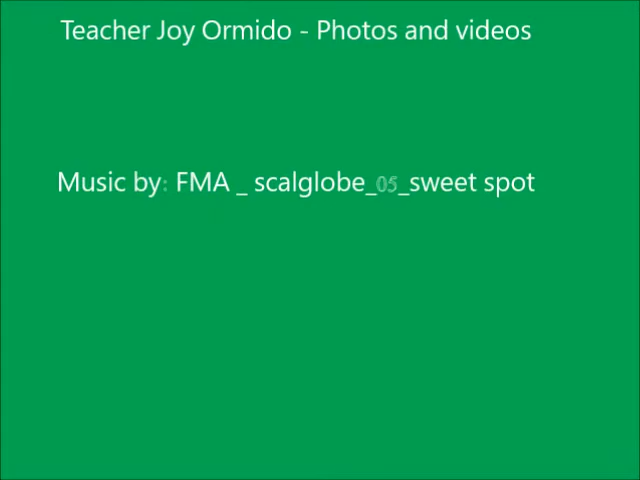 Teacher Joy Ormido - Photos and videos
Music by: FMA _ scalglobe_05_sweet spot